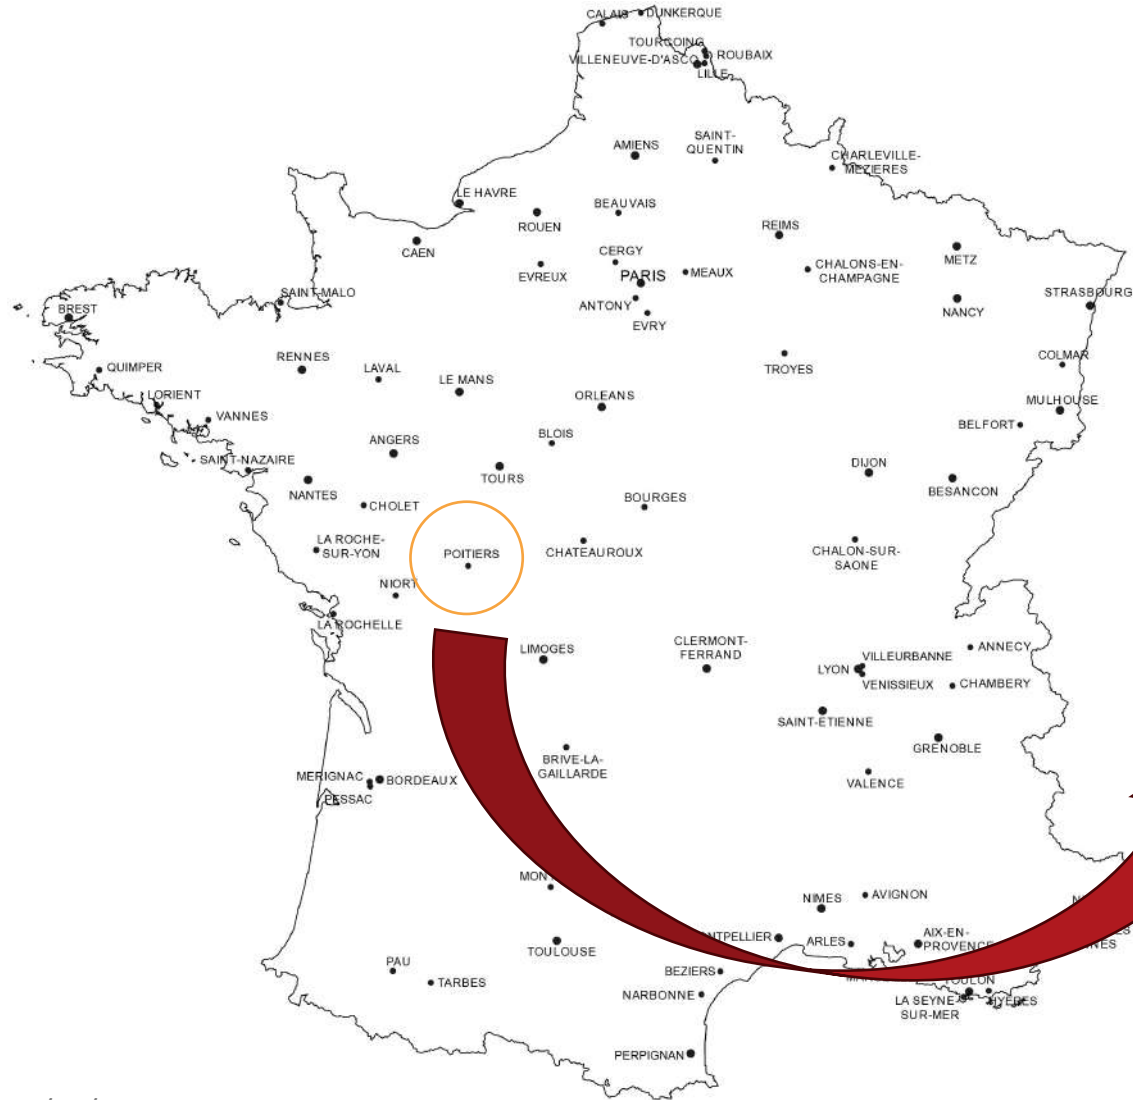 CALAIS
DUNKERQUE
TOURCOING
ROUBAIX
VILLENEUVE-D'ASCQ
LILLE
AMIENS
SAINT-
QUENTIN
CHARLEVILLE-
MEZIERES
LE HAVRE
ROUEN
BEAUVAIS
REIMS
CAEN
CERGY
METZ
EVREUX
PARIS
MEAUX
CHALONS-EN-
CHAMPAGNE
SAINT-MALO
ANTONY
STRASBOURG
BREST
EVRY
NANCY
RENNES
LAVAL
COLMAR
QUIMPER
LE MANS
TROYES
LORIENT
ORLEANS
MULHOUSE
VANNES
BELFORT
ANGERS
BLOIS
SAINT-NAZAIRE
TOURS
DIJON
NANTES
BESANCON
CHOLET
BOURGES
LA ROCHE-
SUR-YON
POITIERS
CHATEAUROUX
CHALON-SUR-
SAONE
NIORT
LA ROCHELLE
LIMOGES
CLERMONT-
FERRAND
ANNECY
VILLEURBANNE
LYON
VENISSIEUX
CHAMBERY
SAINT-ETIENNE
GRENOBLE
BRIVE-LA-
GAILLARDE
MERIGNAC
BORDEAUX
VALENCE
PESSAC
NIMES
AVIGNON
TOULOUSE
ARLES
AIX-EN-
PROVENCE
PAU
BEZIERS
TARBES
NARBONNE
TOULON
LA SEYNE-
SUR-MER
HYERES
PERPIGNAN